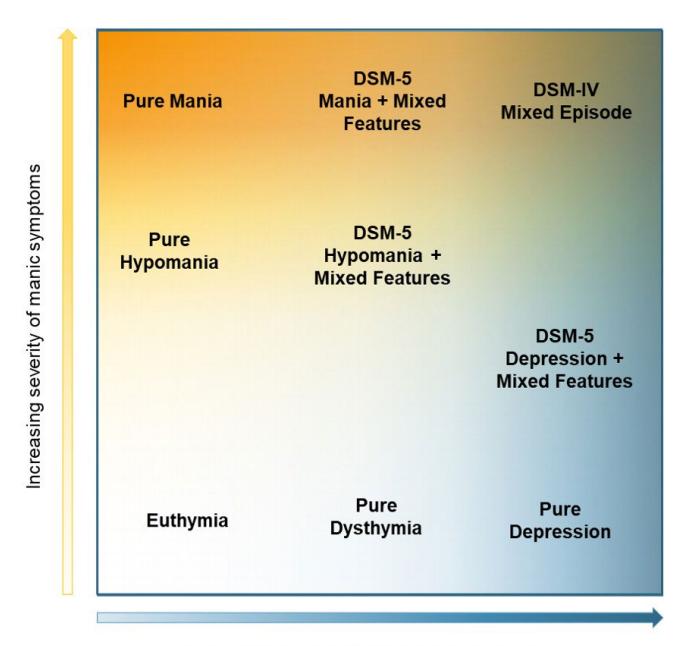 Increasing severity of manic symptoms
Pure Mania
DSM-5
Mania + Mixed
Features
DSM-IV
Mixed Episode
Pure
Hypomania
DSM-5
Hypomania +
Mixed Features
DSM-5
Depression +
Mixed Features
Euthymia
Pure
Dysthymia
Pure
Depression